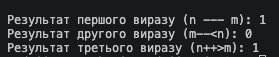 Результат першого виразу (n --- m): 1
Результат другого виразу (m--<n): 0
Результат третього виразу (n++>m): 1